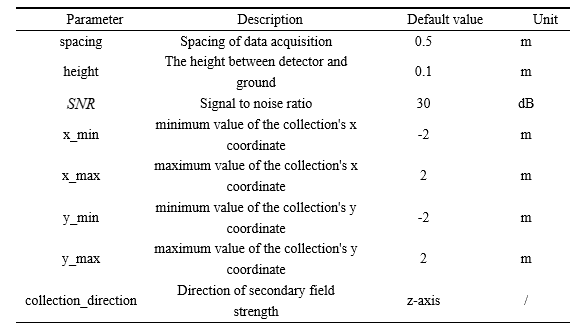 Parameter Description Default value Unit
spacing Spacing of data acquisition 0.5 m
The height between detector and
height 0.1 m
ground
SNR Signal to noise ratio 30 dB
minimum value of the collection's x
x_min -2 m
coordinate
maximum value of the collection's x
x_max 2 m
coordinate
minimum value of the collection's y
y_min -2 m
coordinate
maximum value of the collection's y
y_max 2 m
coordinate
Direction of secondary field
collection_direction z-axis /
strength